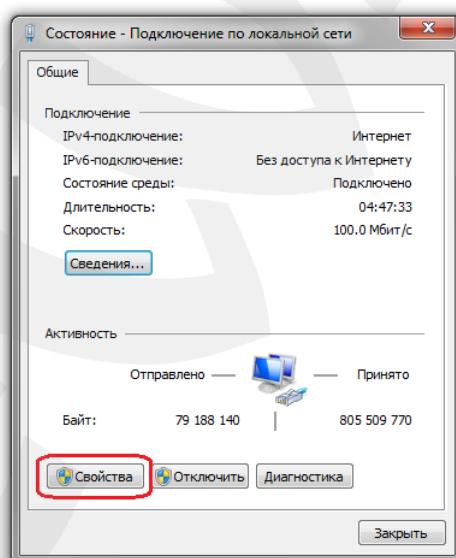 Состояние - Подключение по локальной сети
Общие
Подключение
IPv4-подключение: Интернет
IPv6-подключение: Без доступа к Интернету
Состояние среды: Подключено
Длительность: 04:47:33
Скорость: 100.0 Мбит/с
Сведения...
Активность
Отправлено — — Принято
Байт: 79 188 140 | 805 509 770
Свойства Отключить Диагностика
Закрыть